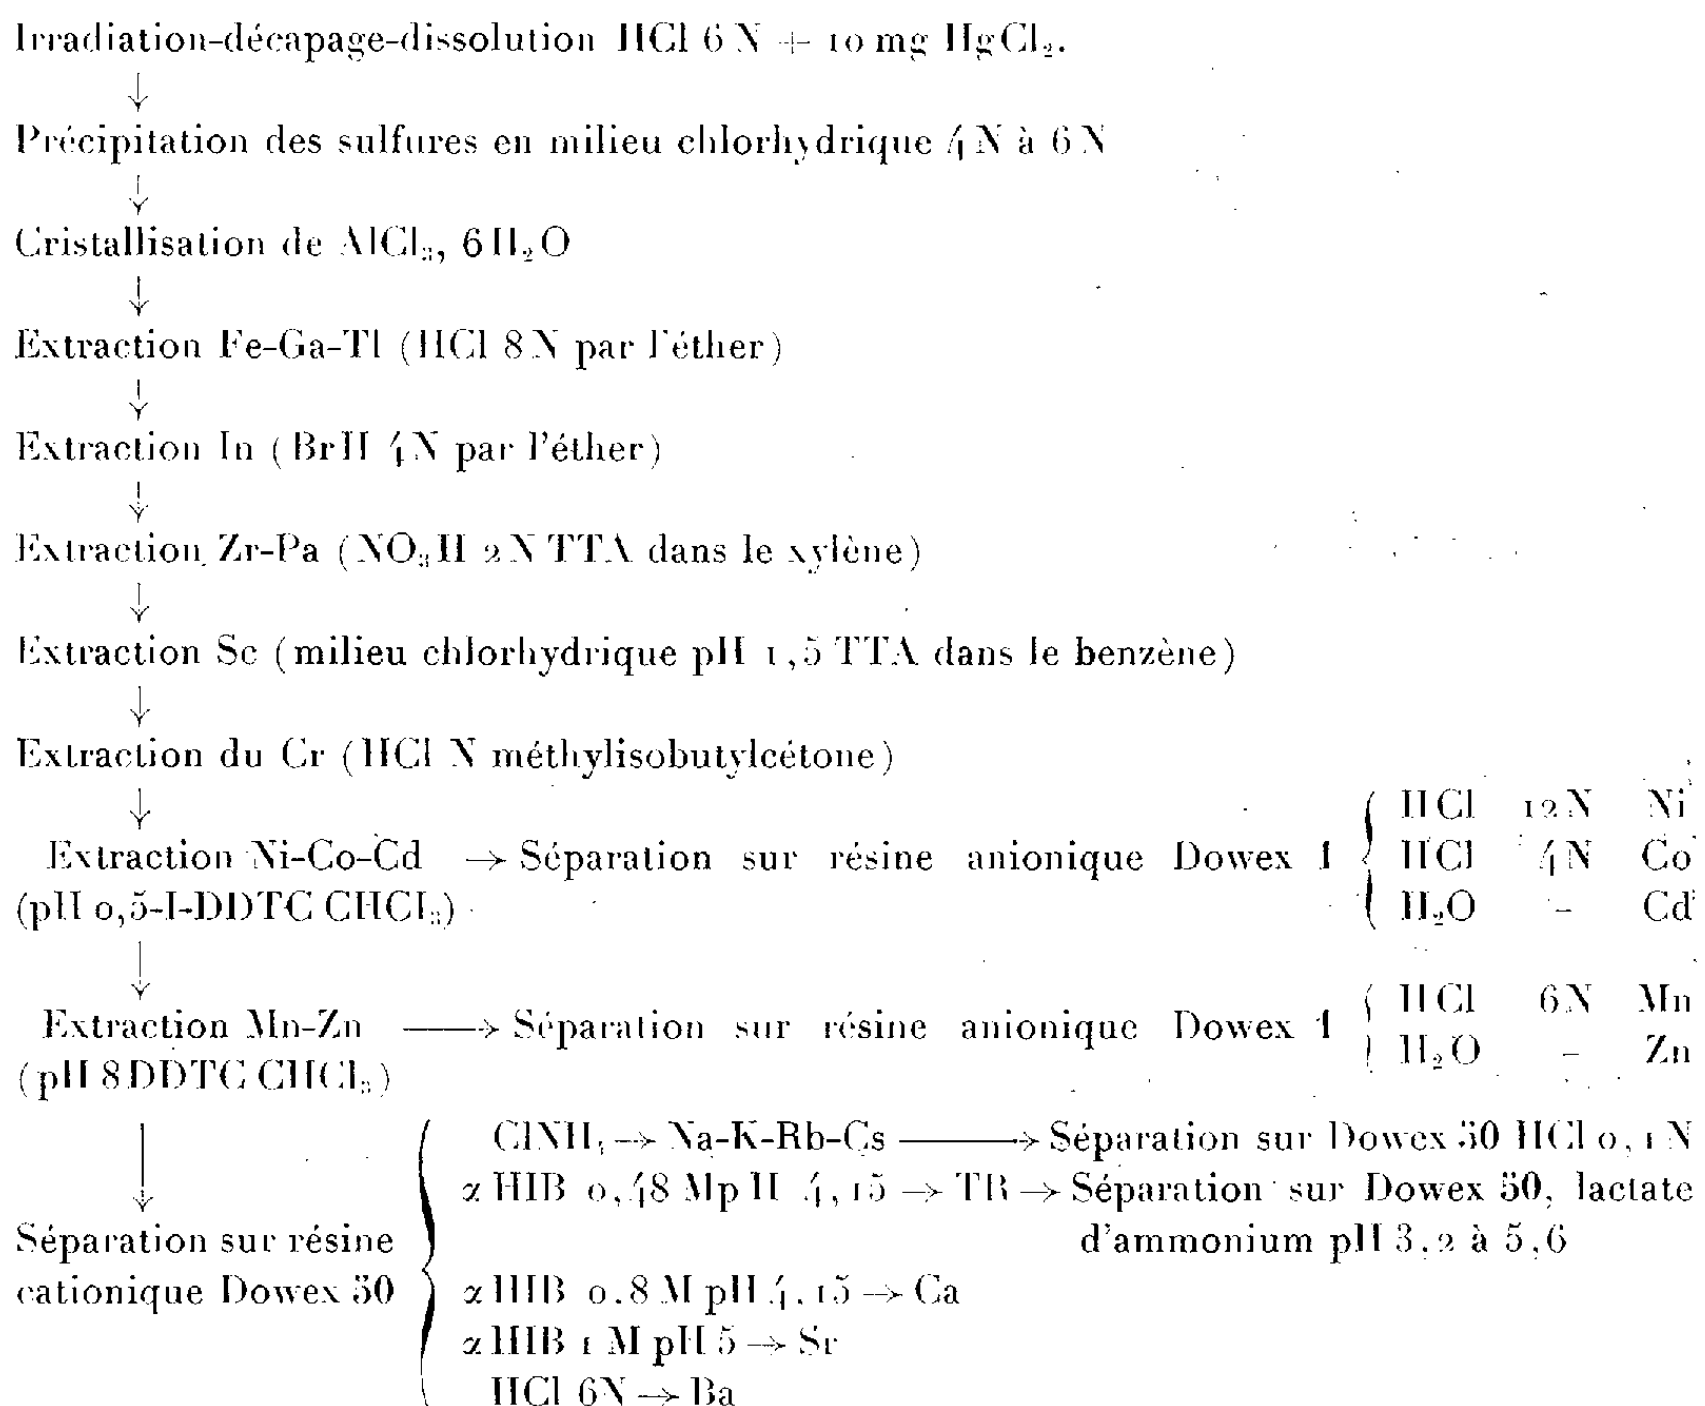 Irradiation-décapage-dissolution HCl 6 N + 10 mg HgCl₂.
↓
Précipitation des sulfures en milieu chlorhydrique 4 N à 6 N
↓
Cristallisation de AlCl₃, 6 H₂O
↓
Extraction Fe-Ga-Tl (HCl 8 N par l'éther)
↓
Extraction In (BrH 4 N par l'éther)
↓
Extraction Zr-Pa (NO₃H 2 N TTA dans le xylène)
↓
Extraction Sc (milieu chlorhydrique pH 1,5 TTA dans le benzène)
↓
Extraction du Cr (HCl N méthylisobutylcétone)
↓
Extraction Ni-Co-Cd → Séparation sur résine anionique Dowex 1
(pH 0,5-I-DDTC CHCl₃)
HCl 12 N Ni
HCl 4 N Co
H₂O - Cd
↓
Extraction Mn-Zn → Séparation sur résine anionique Dowex 1
(pH 8 DDTC CHCl₃)
HCl 6 N Mn
H₂O - Zn
↓
Séparation sur résine
cationique Dowex 50
ClNH₄ → Na-K-Rb-Cs → Séparation sur Dowex 50 HCl 0,1 N
α HIB 0,48 M pH 4,15 → TR → Séparation sur Dowex 50, lactate
d'ammonium pH 3,2 à 5,6
α HIB 0.8 M pH 4,15 → Ca
α HIB 1 M pH 5 → Sr
HCl 6 N → Ba